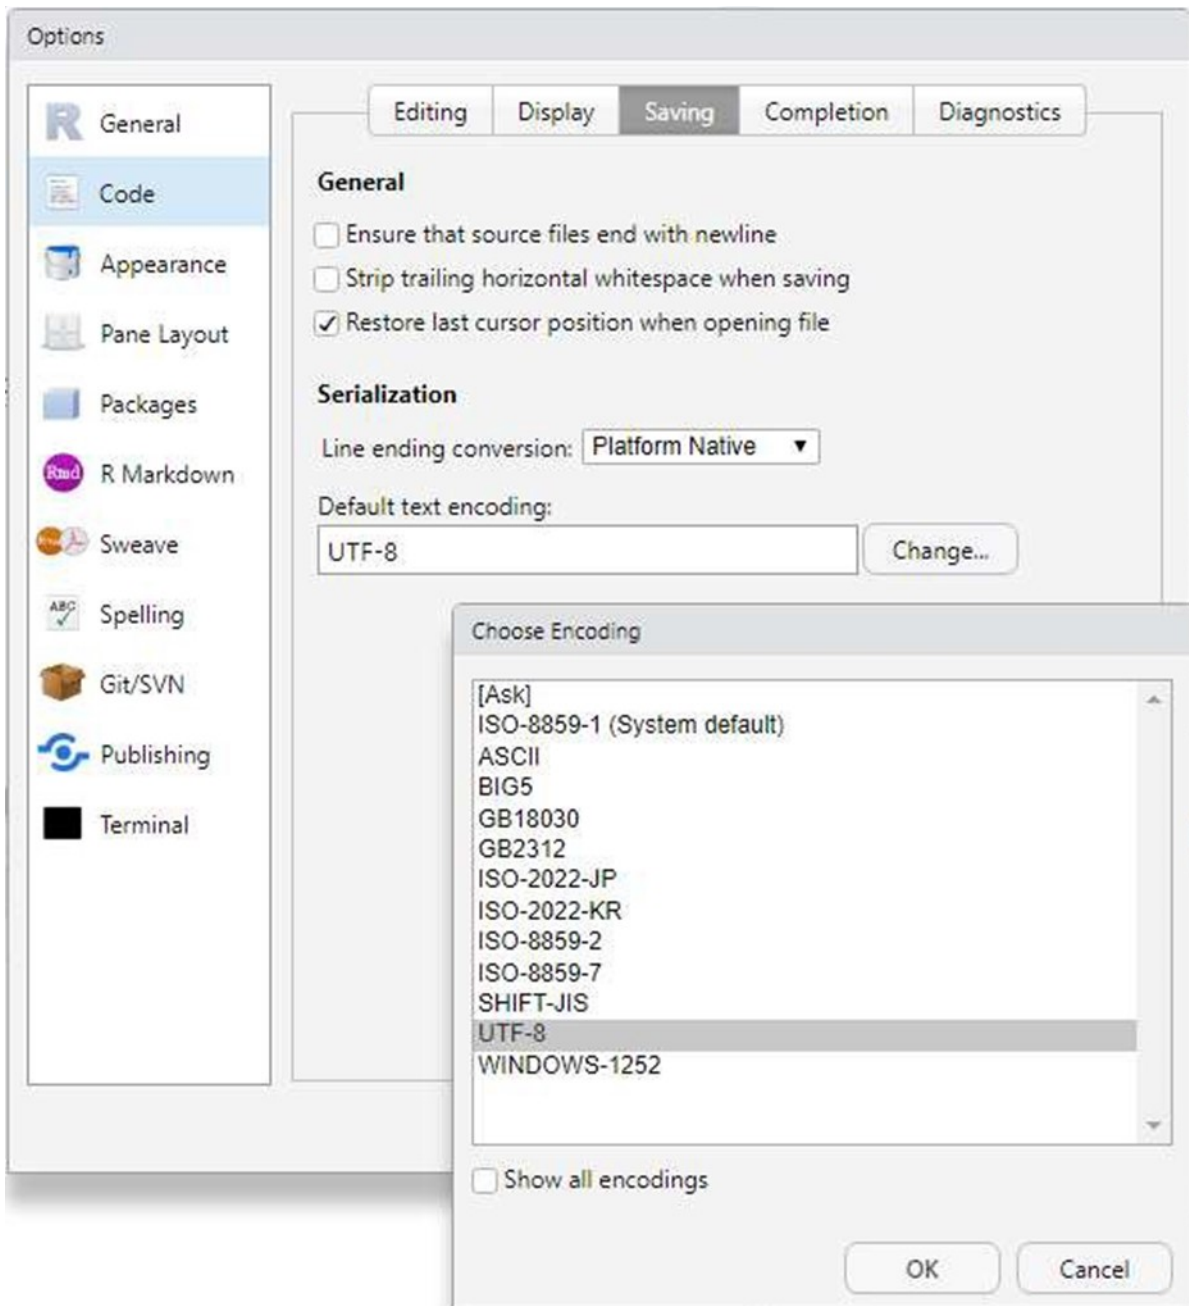 Options
General
Code
Appearance
Pane Layout
Packages
Rmd R Markdown
Sweave
ABC Spelling
Git/SVN
Publishing
Terminal
Editing Display Saving Completion Diagnostics
General
Ensure that source files end with newline
Strip trailing horizontal whitespace when saving
Restore last cursor position when opening file
Serialization
Line ending conversion: Platform Native
Default text encoding:
UTF-8 Change...
Choose Encoding
[Ask]
ISO-8859-1 (System default)
ASCII
BIG5
GB18030
GB2312
ISO-2022-JP
ISO-2022-KR
ISO-8859-2
ISO-8859-7
SHIFT-JIS
UTF-8
WINDOWS-1252
Show all encodings
OK Cancel